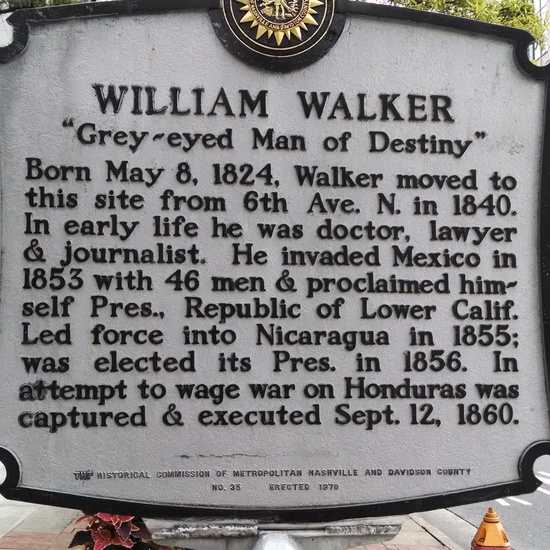 WILLIAM WALKER
"Grey-eyed Man of Destiny"
Born May 8, 1824, Walker moved to
this site from 6th Ave. N. in 1840.
In early life he was doctor, lawyer
& journalist. He invaded Mexico in
1853 with 46 men & proclaimed him-
self Pres., Republic of Lower Calif.
Led force into Nicaragua in 1855;
was elected its Pres. in 1856. In
attempt to wage war on Honduras was
captured & executed Sept. 12, 1860.
THE HISTORICAL COMMISSION OF METROPOLITAN NASHVILLE AND DAVIDSON COUNTY
NO. 35 ERECTED 1970